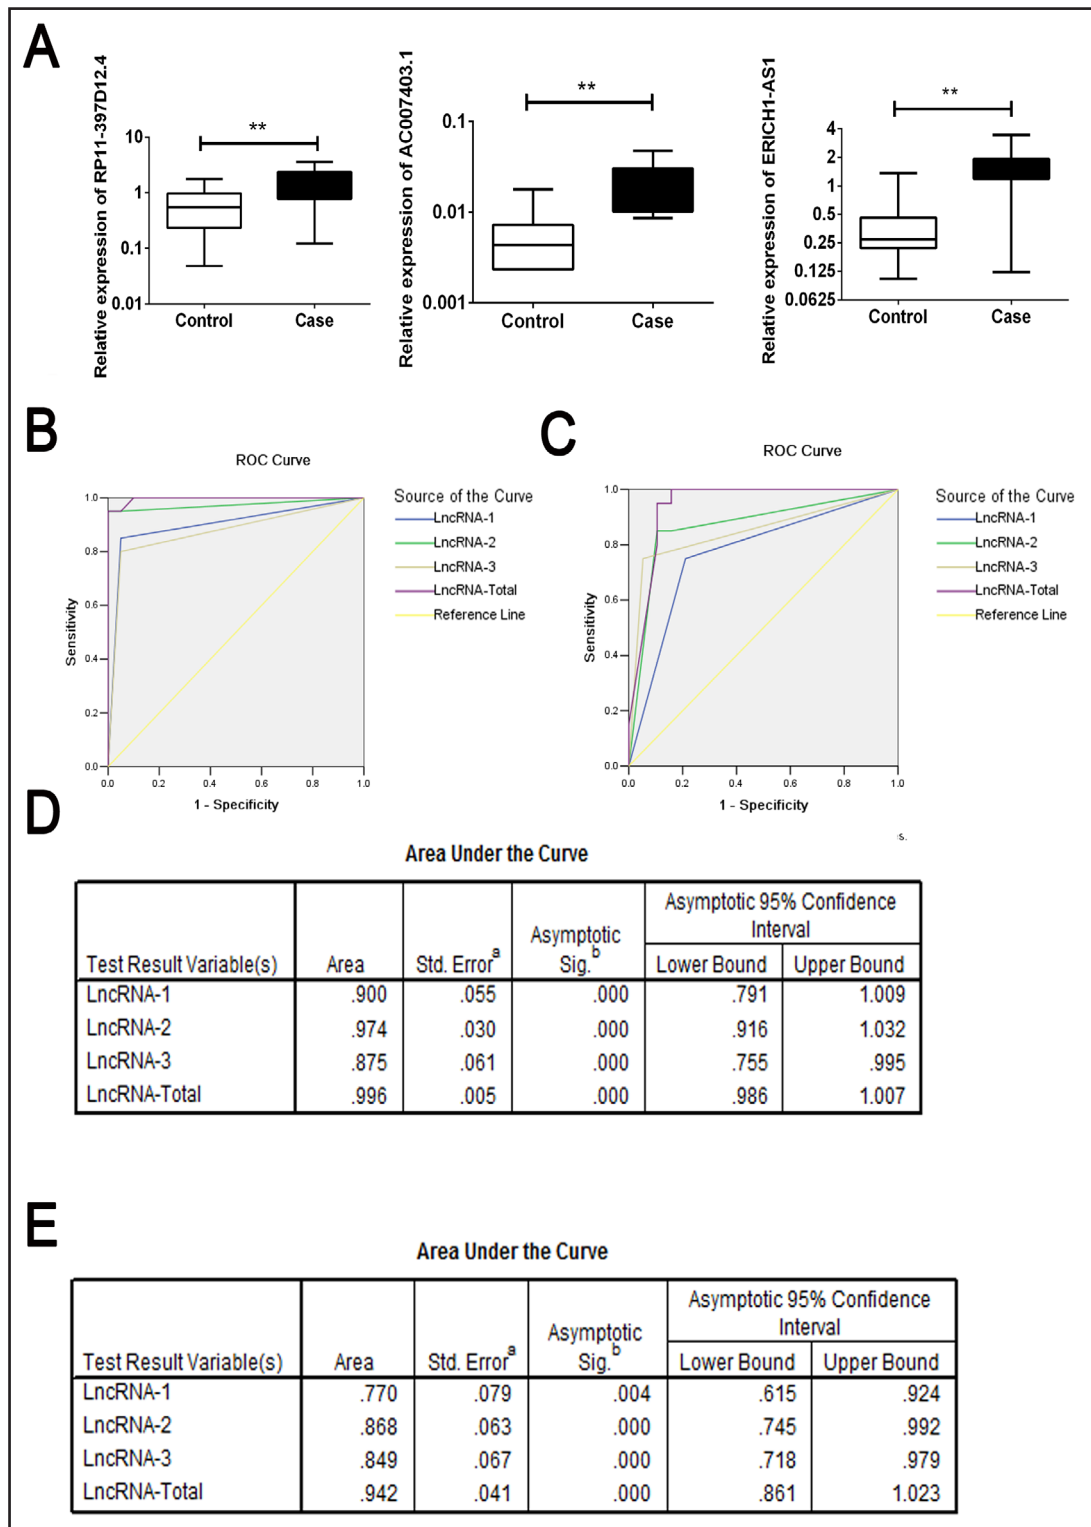 A
Relative expression of RP11-397D12.4
10
1
0.1
0.01
**
Control Case
Relative expression of AC007403.1
0.1
0.01
0.001
**
Control Case
Relative expression of ERICH1-AS1
4
2
1
0.5
0.25
0.125
0.0625
**
Control Case
B
ROC Curve
Sensitivity
1.0
0.8
0.6
0.4
0.2
0.0
0.0 0.2 0.4 0.6 0.8 1.0
1 - Specificity
Source of the Curve
LncRNA-1
LncRNA-2
LncRNA-3
LncRNA-Total
Reference Line
C
ROC Curve
Sensitivity
1.0
0.8
0.6
0.4
0.2
0.0
0.0 0.2 0.4 0.6 0.8 1.0
1 - Specificity
Source of the Curve
LncRNA-1
LncRNA-2
LncRNA-3
LncRNA-Total
Reference Line
s.
D
Area Under the Curve
Test Result Variable(s) Area Std. Error a Asymptotic Sig. b Asymptotic 95% Confidence Interval
Lower Bound Upper Bound
LncRNA-1 .900 .055 .000 .791 1.009
LncRNA-2 .974 .030 .000 .916 1.032
LncRNA-3 .875 .061 .000 .755 .995
LncRNA-Total .996 .005 .000 .986 1.007
E
Area Under the Curve
Test Result Variable(s) Area Std. Error a Asymptotic Sig. b Asymptotic 95% Confidence Interval
Lower Bound Upper Bound
LncRNA-1 .770 .079 .004 .615 .924
LncRNA-2 .868 .063 .000 .745 .992
LncRNA-3 .849 .067 .000 .718 .979
LncRNA-Total .942 .041 .000 .861 1.023